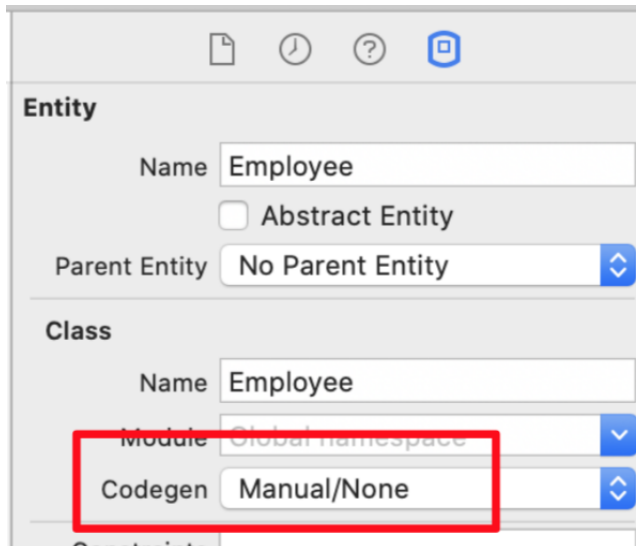 Entity
Name Employee
Abstract Entity
Parent Entity No Parent Entity
Class
Name Employee
Module Global namespace
Codegen Manual/None
Constraints